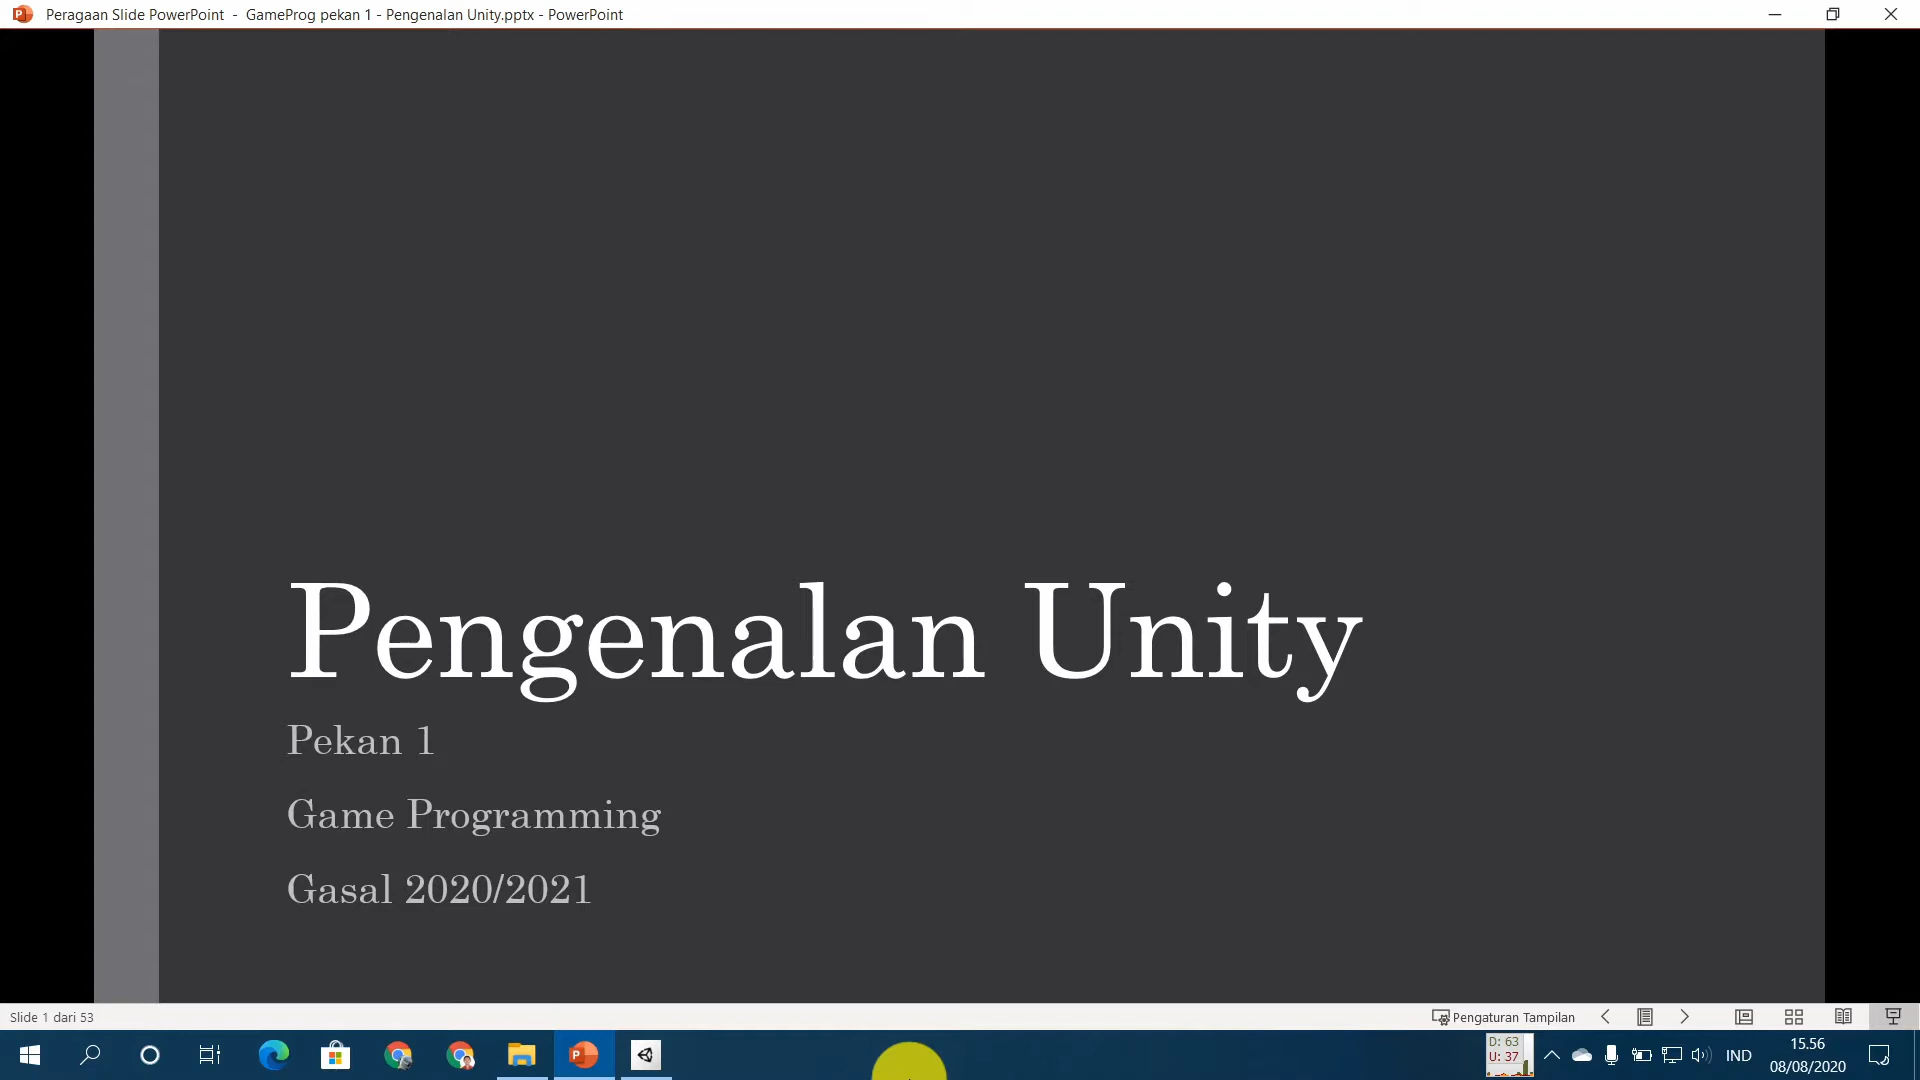 Peragaan Slide PowerPoint - GameProg pekan 1 - Pengenalan Unity.pptx - PowerPoint
Pengenalan Unity
Pekan 1
Game Programming
Gasal 2020/2021
Slide 1 dari 53
Pengaturan Tampilan
D: 63
U: 37
IND
15.56
08/08/2020